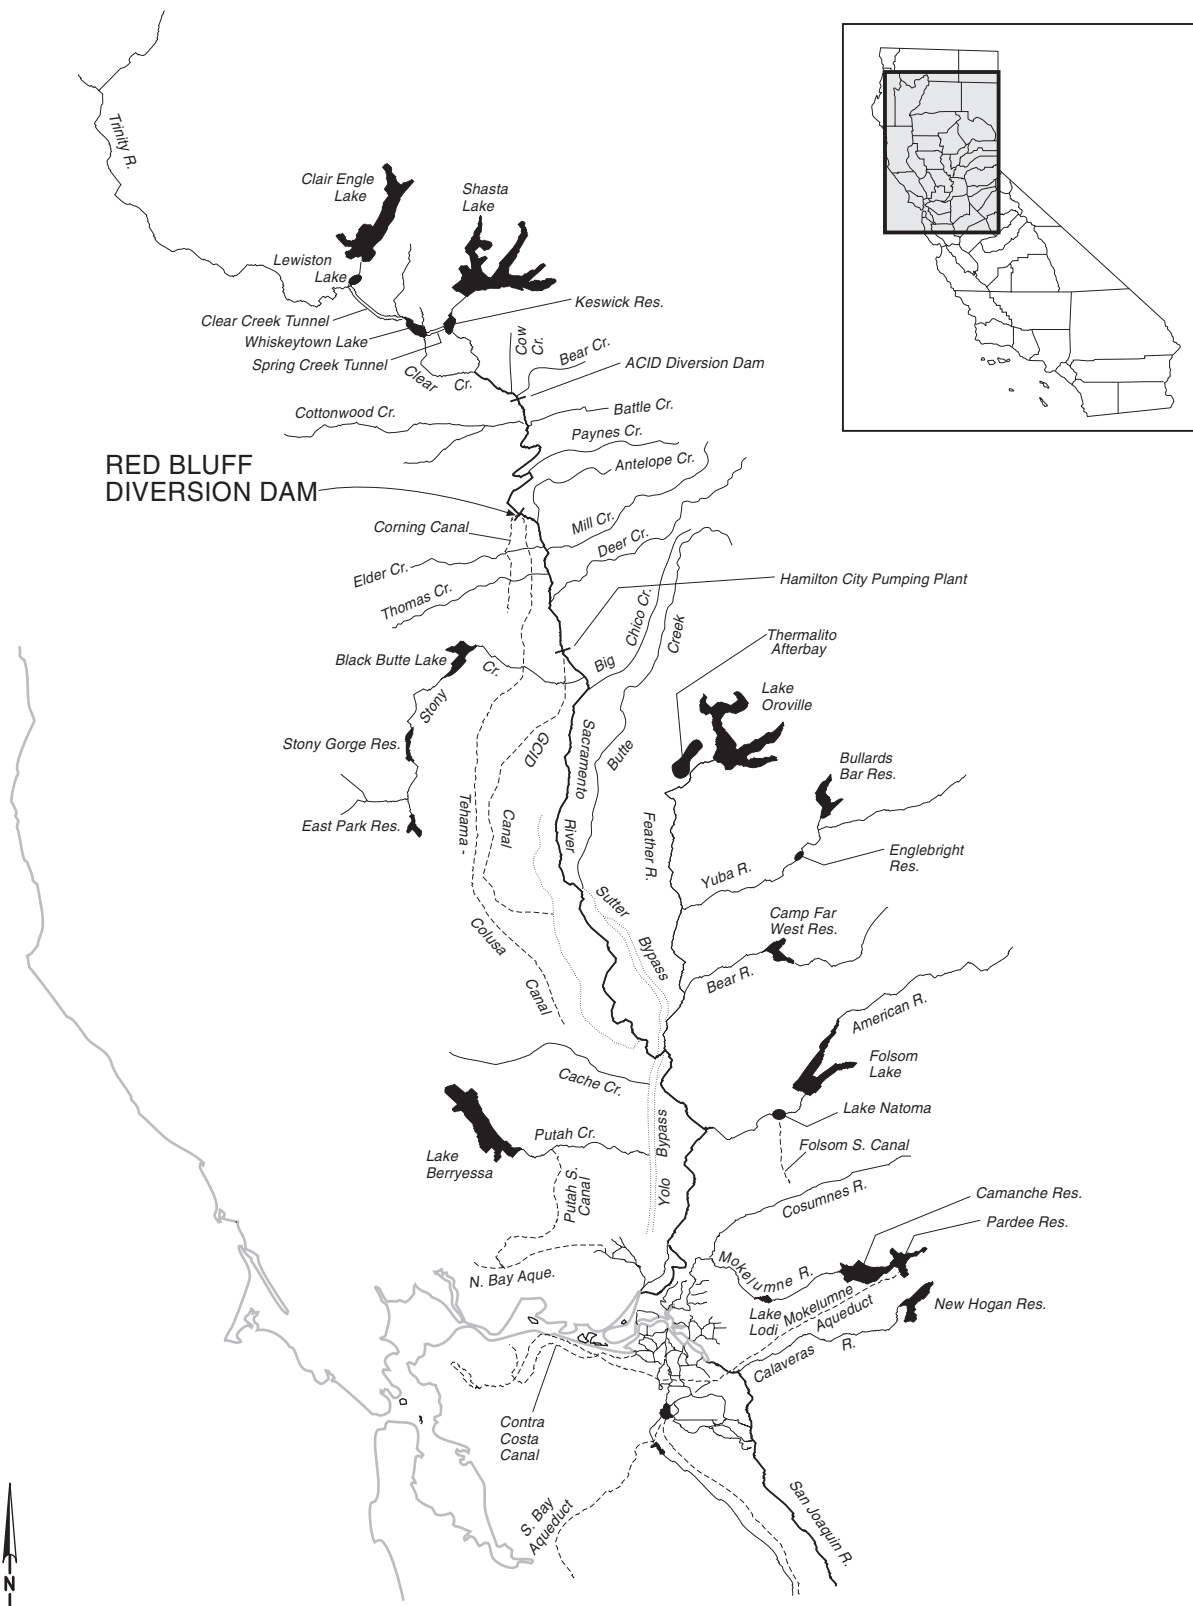 Trinity R.
Clair Engle
Lake
Shasta
Lake
Lewiston
Lake
Keswick Res.
Clear Creek Tunnel
Whiskeytown Lake
Spring Creek Tunnel
Cow
Cr.
Bear Cr.
ACID Diversion Dam
Clear Cr.
Cottonwood Cr.
Battle Cr.
Paynes Cr.
RED BLUFF
DIVERSION DAM
Antelope Cr.
Corning Canal
Mill Cr.
Deer Cr.
Elder Cr.
Thomas Cr.
Hamilton City Pumping Plant
Big Chico Cr.
Butte Creek
Thermalito
Afterbay
Black Butte Lake
Stony Cr.
Lake
Oroville
Stony Gorge Res.
GCID Canal
Sacramento River
Bullards
Bar Res.
East Park Res.
Tehama - Colusa Canal
Feather R.
Englebright
Res.
Yuba R.
Sutter Bypass
Camp Far
West Res.
Bear R.
American R.
Folsom
Lake
Cache Cr.
Lake Natoma
Putah Cr.
Lake
Berryessa
Yolo Bypass
Folsom S. Canal
Putah S.
Canal
Cosumnes R.
Camanche Res.
Pardee Res.
Mokelumne R.
N. Bay Aque.
Lake
Lodi
Mokelumne
Aqueduct
New Hogan Res.
Calaveras R.
Contra
Costa
Canal
S. Bay
Aqueduct
San Joaquin R.
N